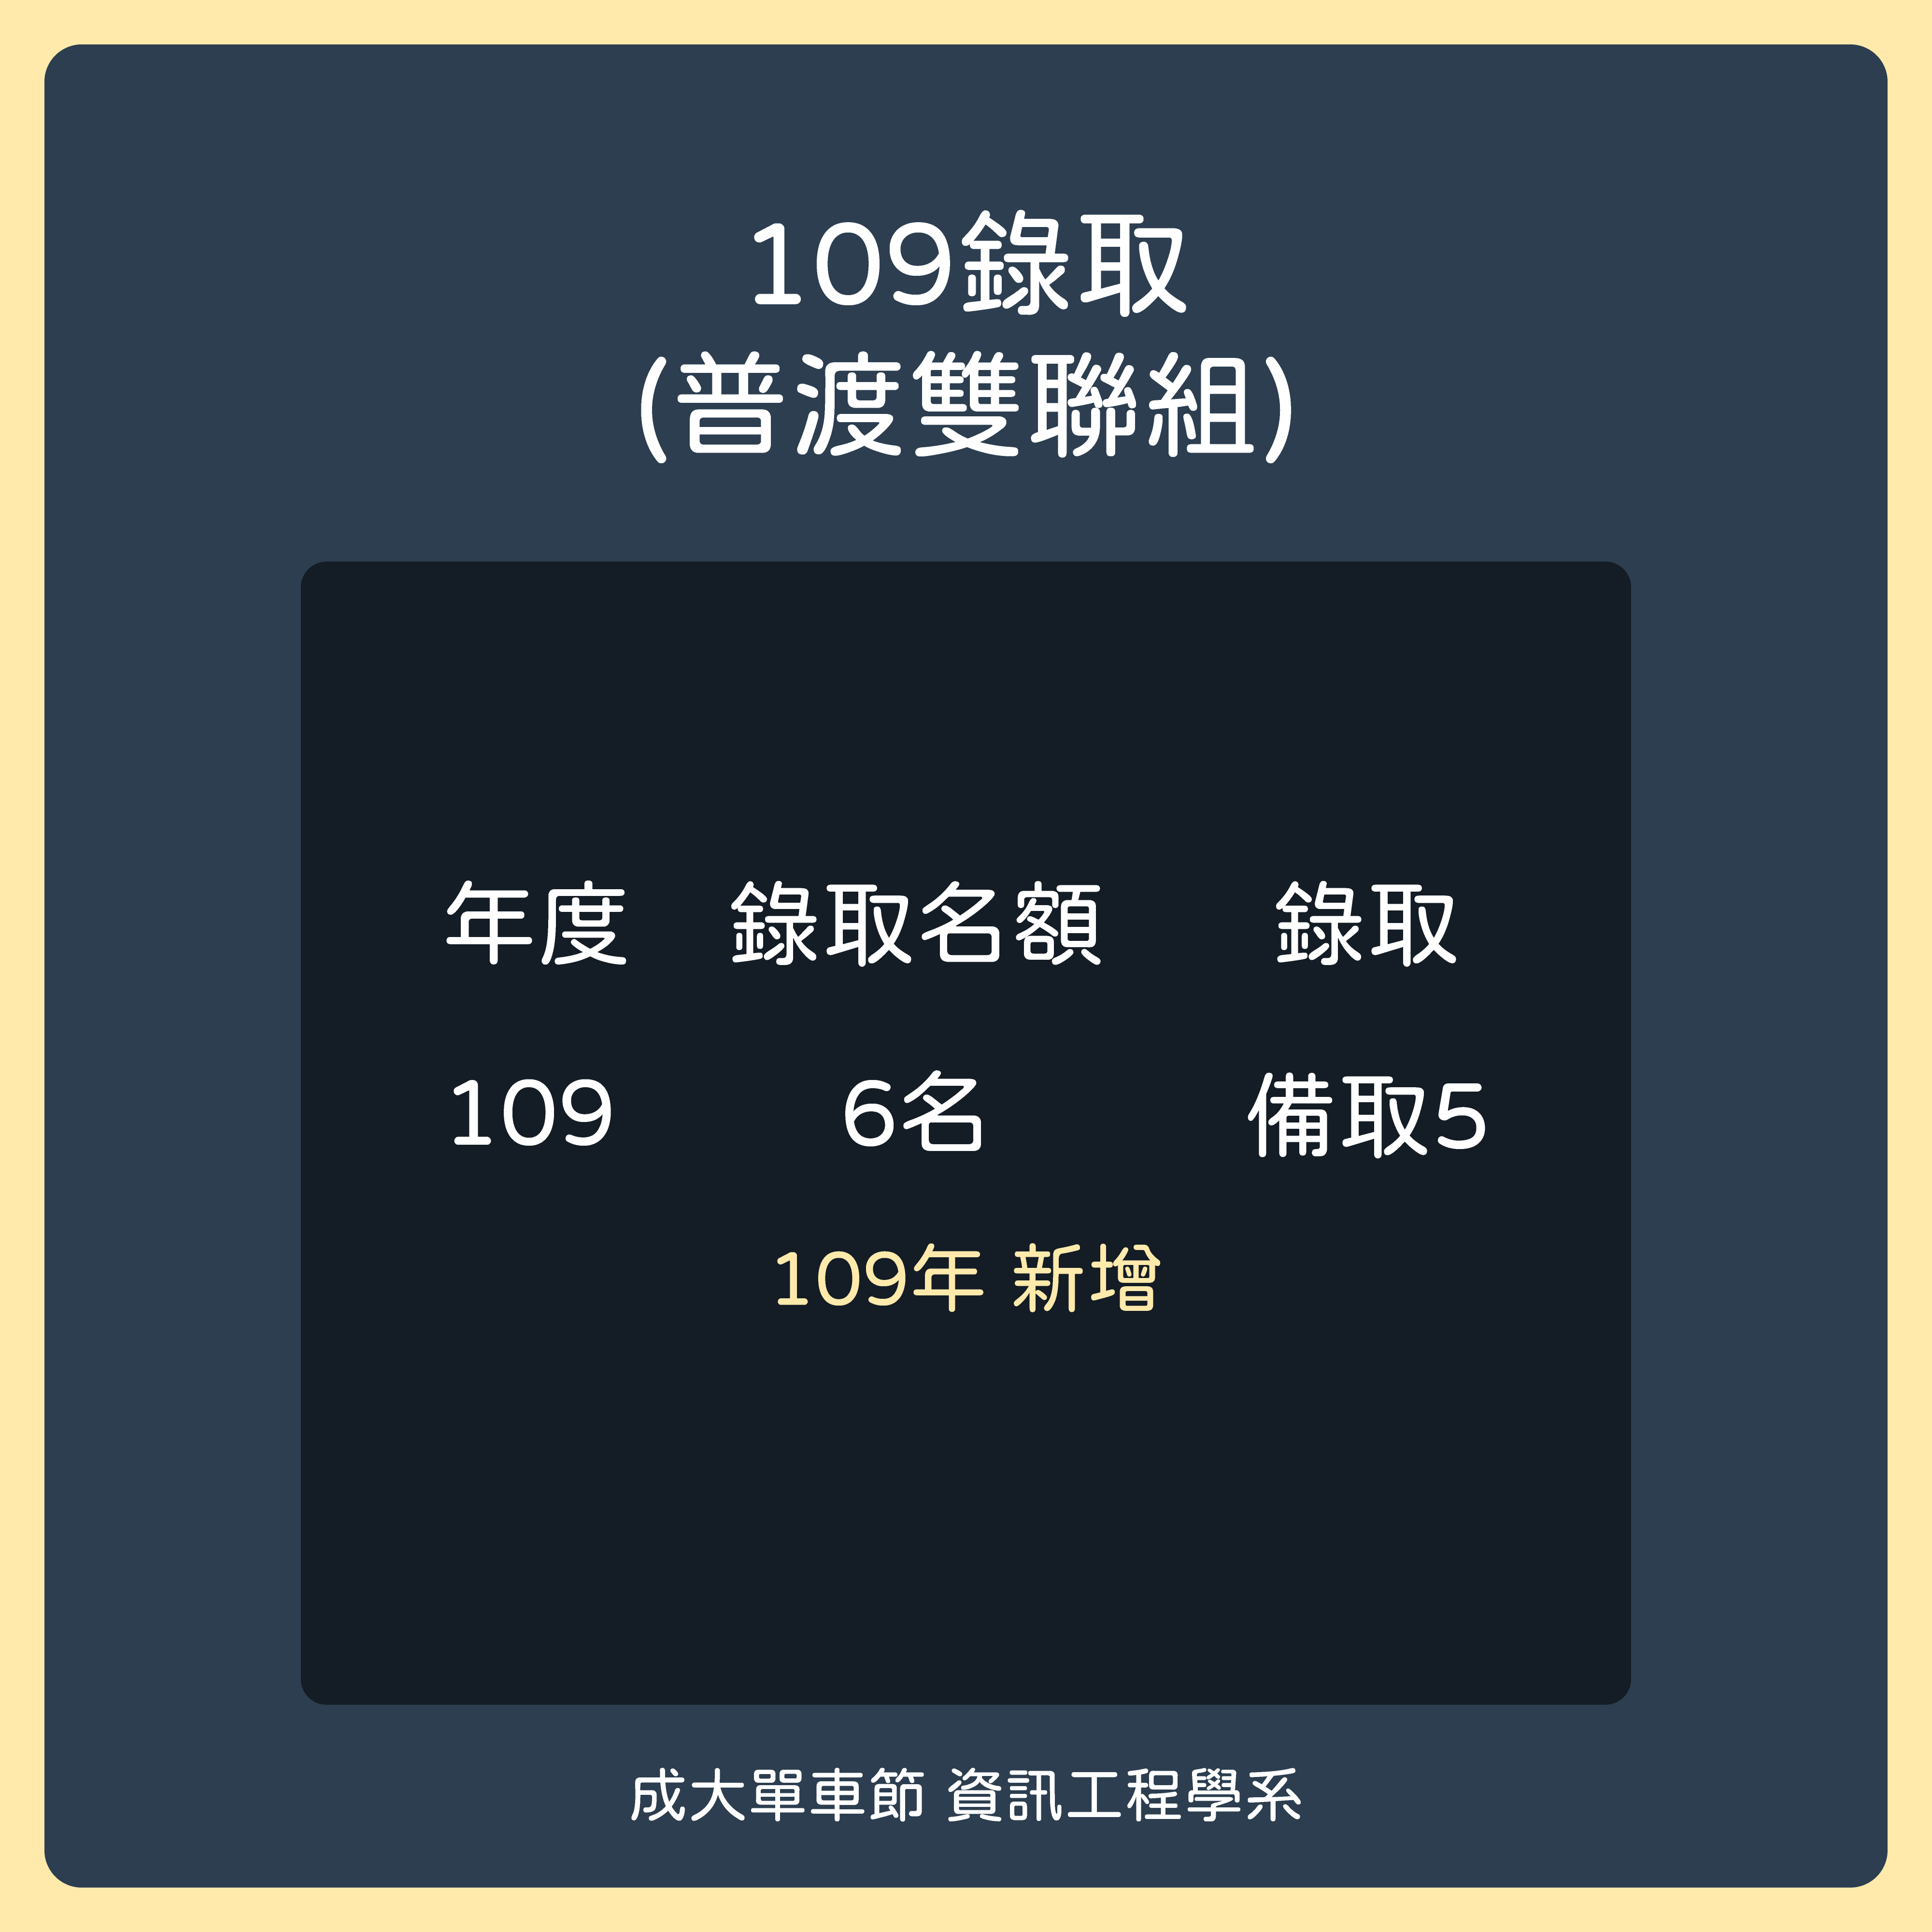 109錄取
(普渡雙聯組)
年度 錄取名額 錄取
109 6名 備取5
109年 新增
成大單車節 資訊工程學系